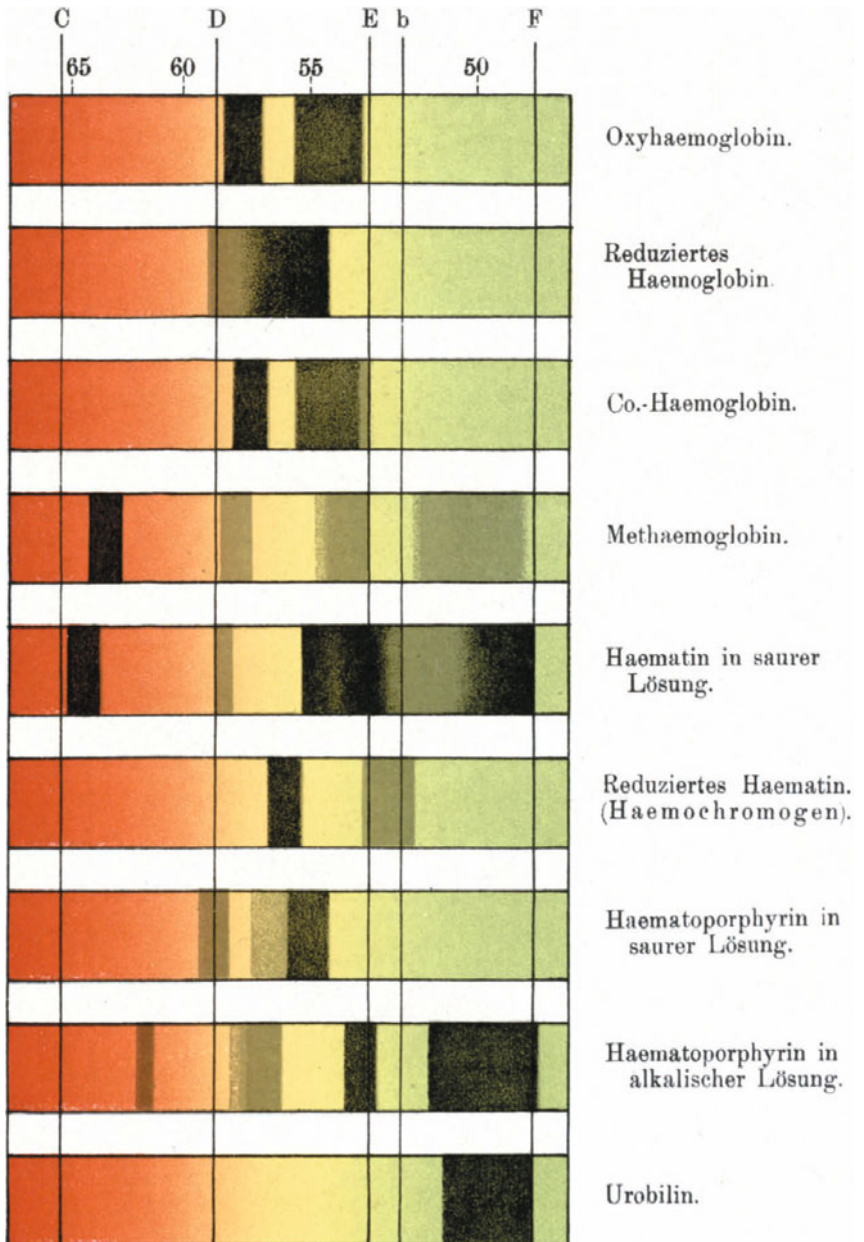 C D E b F
65 60 55 50
Oxyhaemoglobin.
Reduziertes
Haemoglobin.
Co.-Haemoglobin.
Methaemoglobin.
Haematin in saurer
Lösung.
Reduziertes Haematin.
(Haemochromogen).
Haematoporphyrin in
saurer Lösung.
Haematoporphyrin in
alkalischer Lösung.
Urobilin.